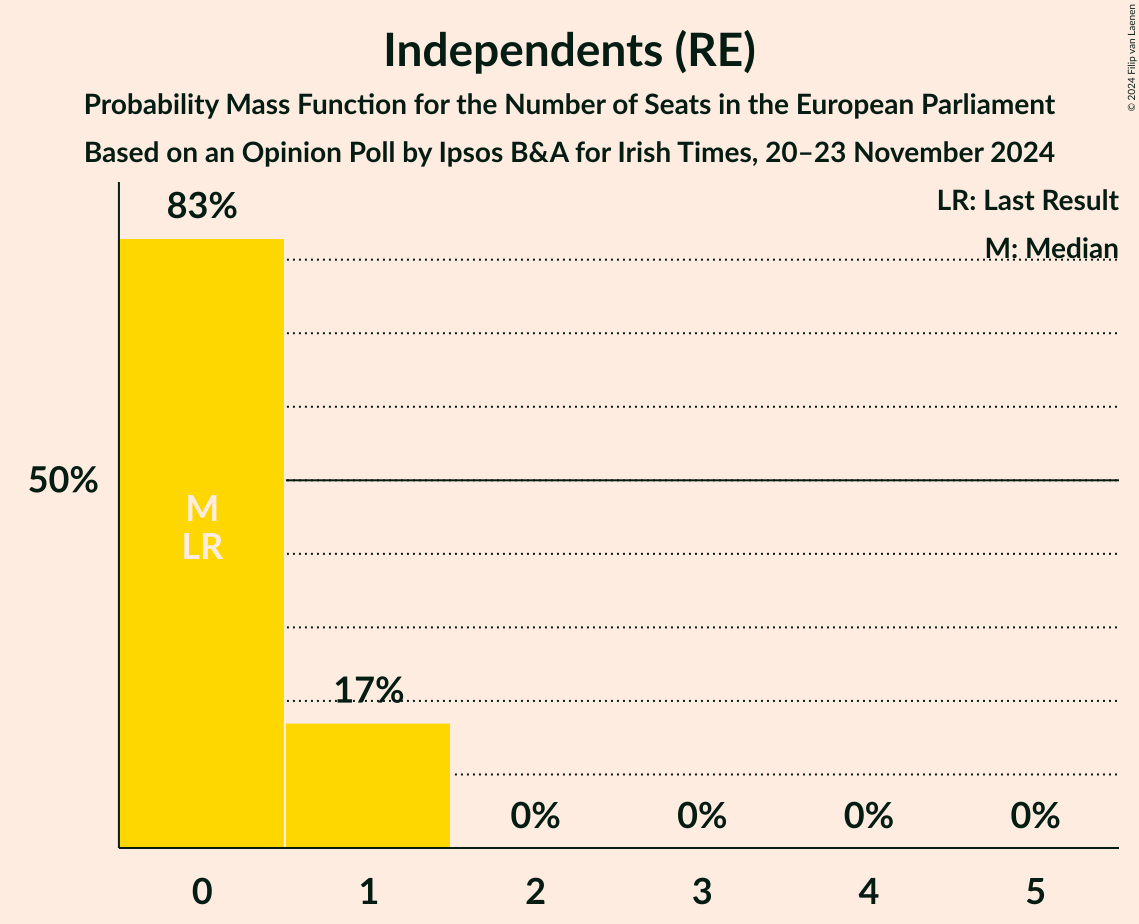 Independents (RE)
Probability Mass Function for the Number of Seats in the European Parliament
Based on an Opinion Poll by Ipsos B&A for Irish Times, 20–23 November 2024
© 2024 Filip van Laenen
LR: Last Result
M: Median
83%
50%
M
LR
17%
0% 0% 0% 0%
0 1 2 3 4 5